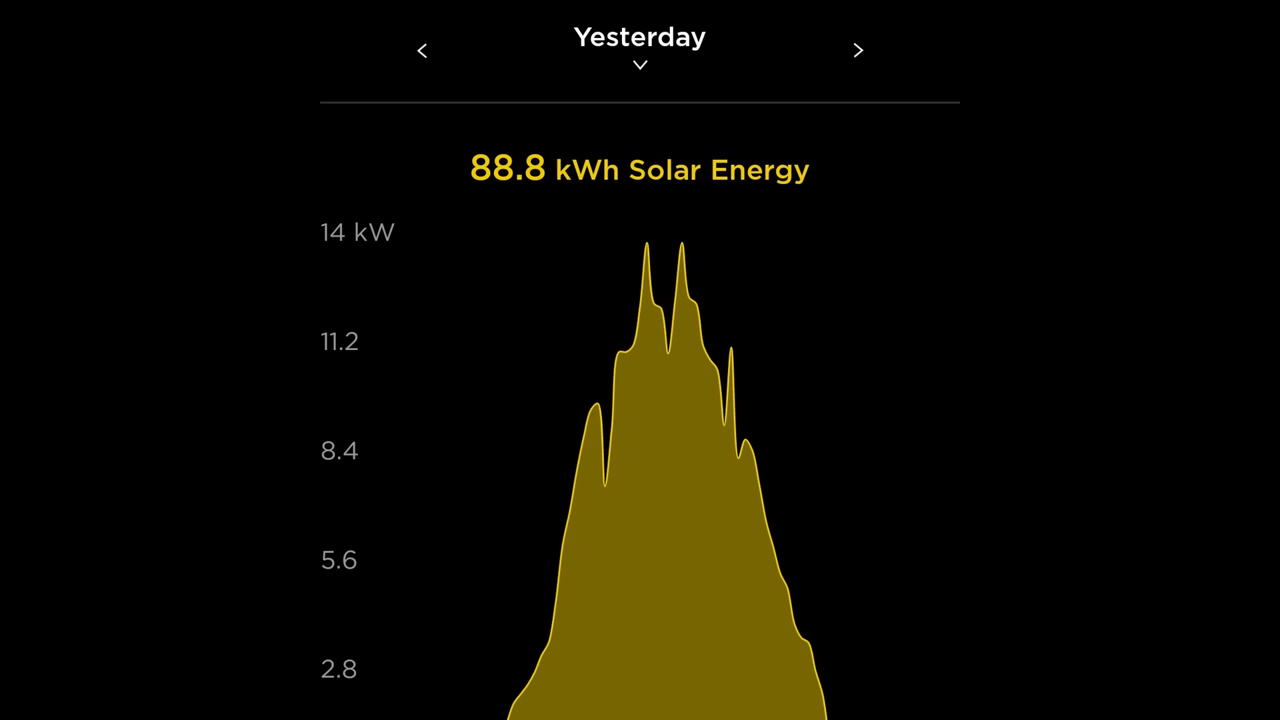 Yesterday
88.8 kWh Solar Energy
14 kW
11.2
8.4
5.6
2.8